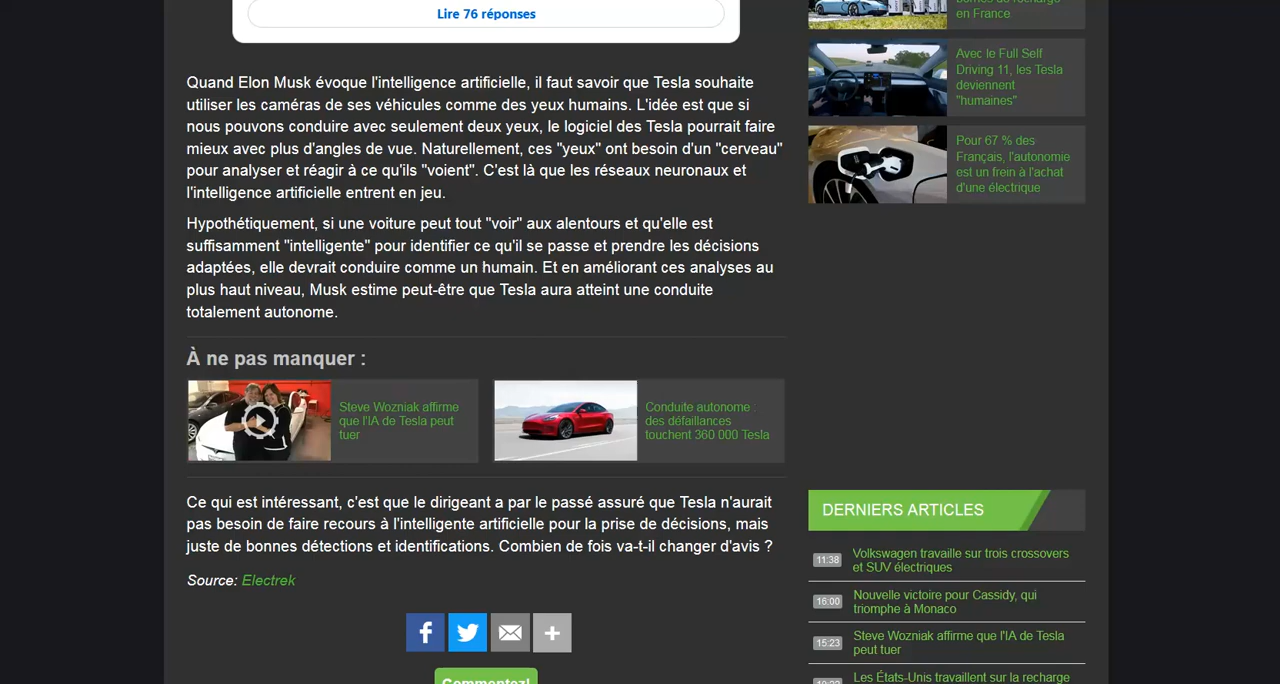 Lire 76 réponses
Quand Elon Musk évoque l'intelligence artificielle, il faut savoir que Tesla souhaite
utiliser les caméras de ses véhicules comme des yeux humains. L'idée est que si
nous pouvons conduire avec seulement deux yeux, le logiciel des Tesla pourrait faire
mieux avec plus d'angles de vue. Naturellement, ces "yeux" ont besoin d'un "cerveau"
pour analyser et réagir à ce qu'ils "voient". C'est là que les réseaux neuronaux et
l'intelligence artificielle entrent en jeu.
Hypothétiquement, si une voiture peut tout "voir" aux alentours et qu'elle est
suffisamment "intelligente" pour identifier ce qu'il se passe et prendre les décisions
adaptées, elle devrait conduire comme un humain. Et en améliorant ces analyses au
plus haut niveau, Musk estime peut-être que Tesla aura atteint une conduite
totalement autonome.
À ne pas manquer :
Steve Wozniak affirme
que l'IA de Tesla peut
tuer
Conduite autonome :
des défaillances
touchent 360 000 Tesla
Ce qui est intéressant, c'est que le dirigeant a par le passé assuré que Tesla n'aurait
pas besoin de faire recours à l'intelligente artificielle pour la prise de décisions, mais
juste de bonnes détections et identifications. Combien de fois va-t-il changer d'avis ?
Source: Electrek
Commentez!
bornes de recharge
en France
Avec le Full Self
Driving 11, les Tesla
deviennent
"humaines"
Pour 67 % des
Français, l'autonomie
est un frein à l'achat
d'une électrique
DERNIERS ARTICLES
11:38 Volkswagen travaille sur trois crossovers
et SUV électriques
16:00 Nouvelle victoire pour Cassidy, qui
triomphe à Monaco
15:23 Steve Wozniak affirme que l'IA de Tesla
peut tuer
Les États-Unis travaillent sur la recharge